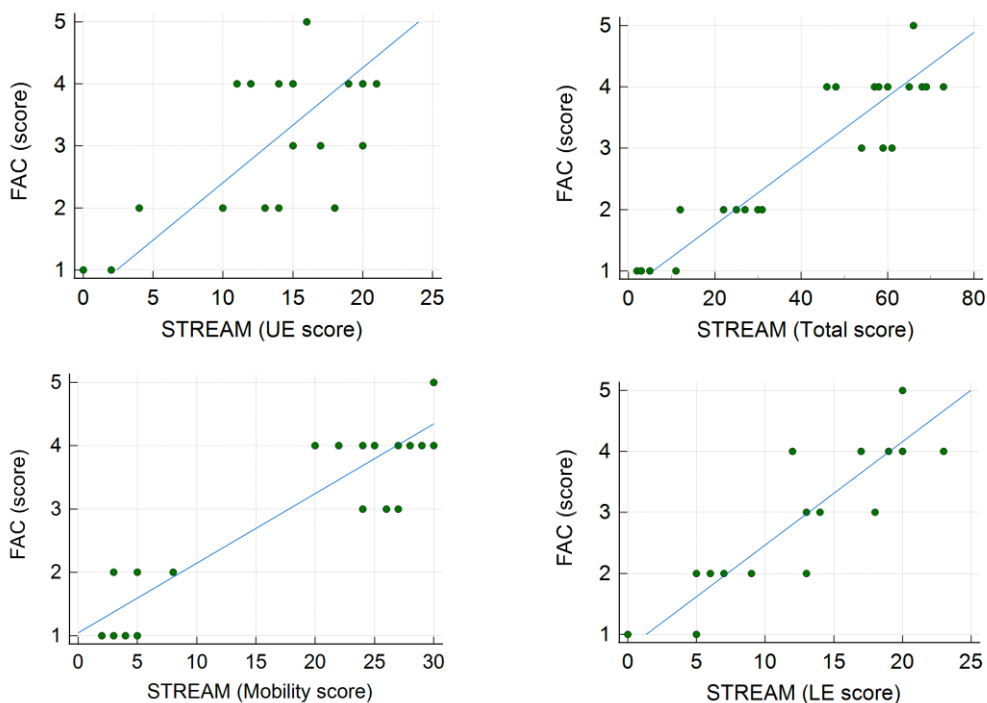 FAC (score)
5
4
3
2
1
0 5 10 15 20 25
STREAM (UE score)
FAC (score)
5
4
3
2
1
0 20 40 60 80
STREAM (Total score)
FAC (score)
5
4
3
2
1
0 5 10 15 20 25 30
STREAM (Mobility score)
FAC (score)
5
4
3
2
1
0 5 10 15 20 25
STREAM (LE score)